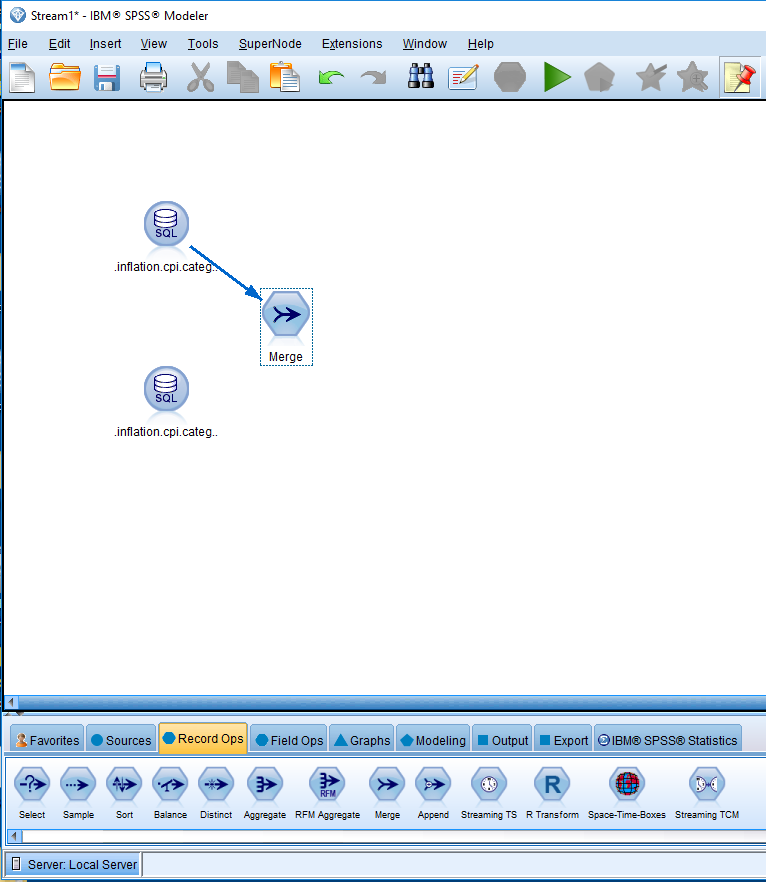 Stream1* - IBM® SPSS® Modeler
File Edit Insert View Tools SuperNode Extensions Window Help
SQL
.inflation.cpi.categ..
Merge
SQL
.inflation.cpi.categ..
Favorites Sources Record Ops Field Ops Graphs Modeling Output Export IBM® SPSS® Statistics
RFM R
Select Sample Sort Balance Distinct Aggregate RFM Aggregate Merge Append Streaming TS R Transform Space-Time-Boxes Streaming TCM
Server: Local Server